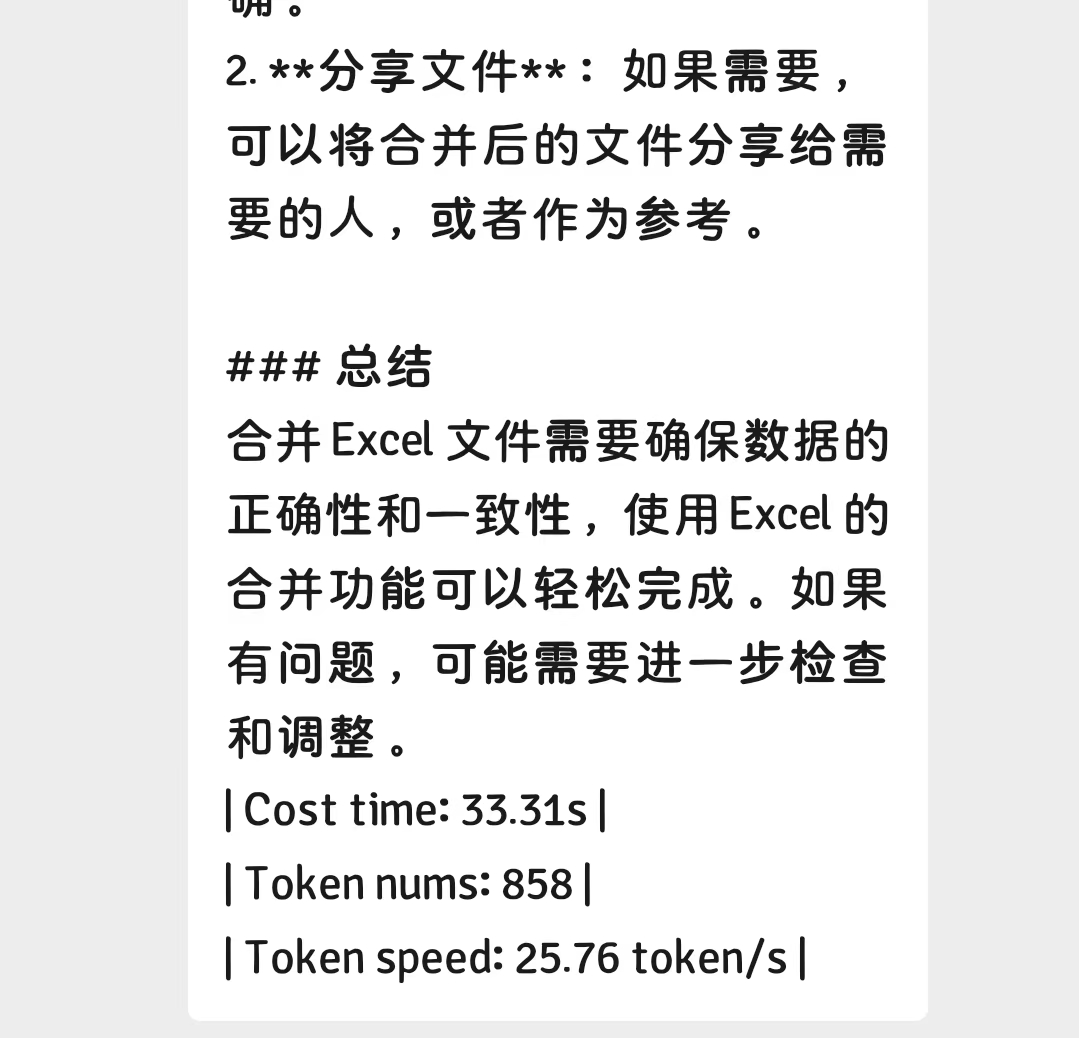 确。
2. **分享文件**：如果需要，
可以将合并后的文件分享给需
要的人，或者作为参考。
### 总结
合并 Excel 文件需要确保数据的
正确性和一致性，使用 Excel 的
合并功能可以轻松完成。如果
有问题，可能需要进一步检查
和调整。
| Cost time: 33.31s |
| Token nums: 858 |
| Token speed: 25.76 token/s |